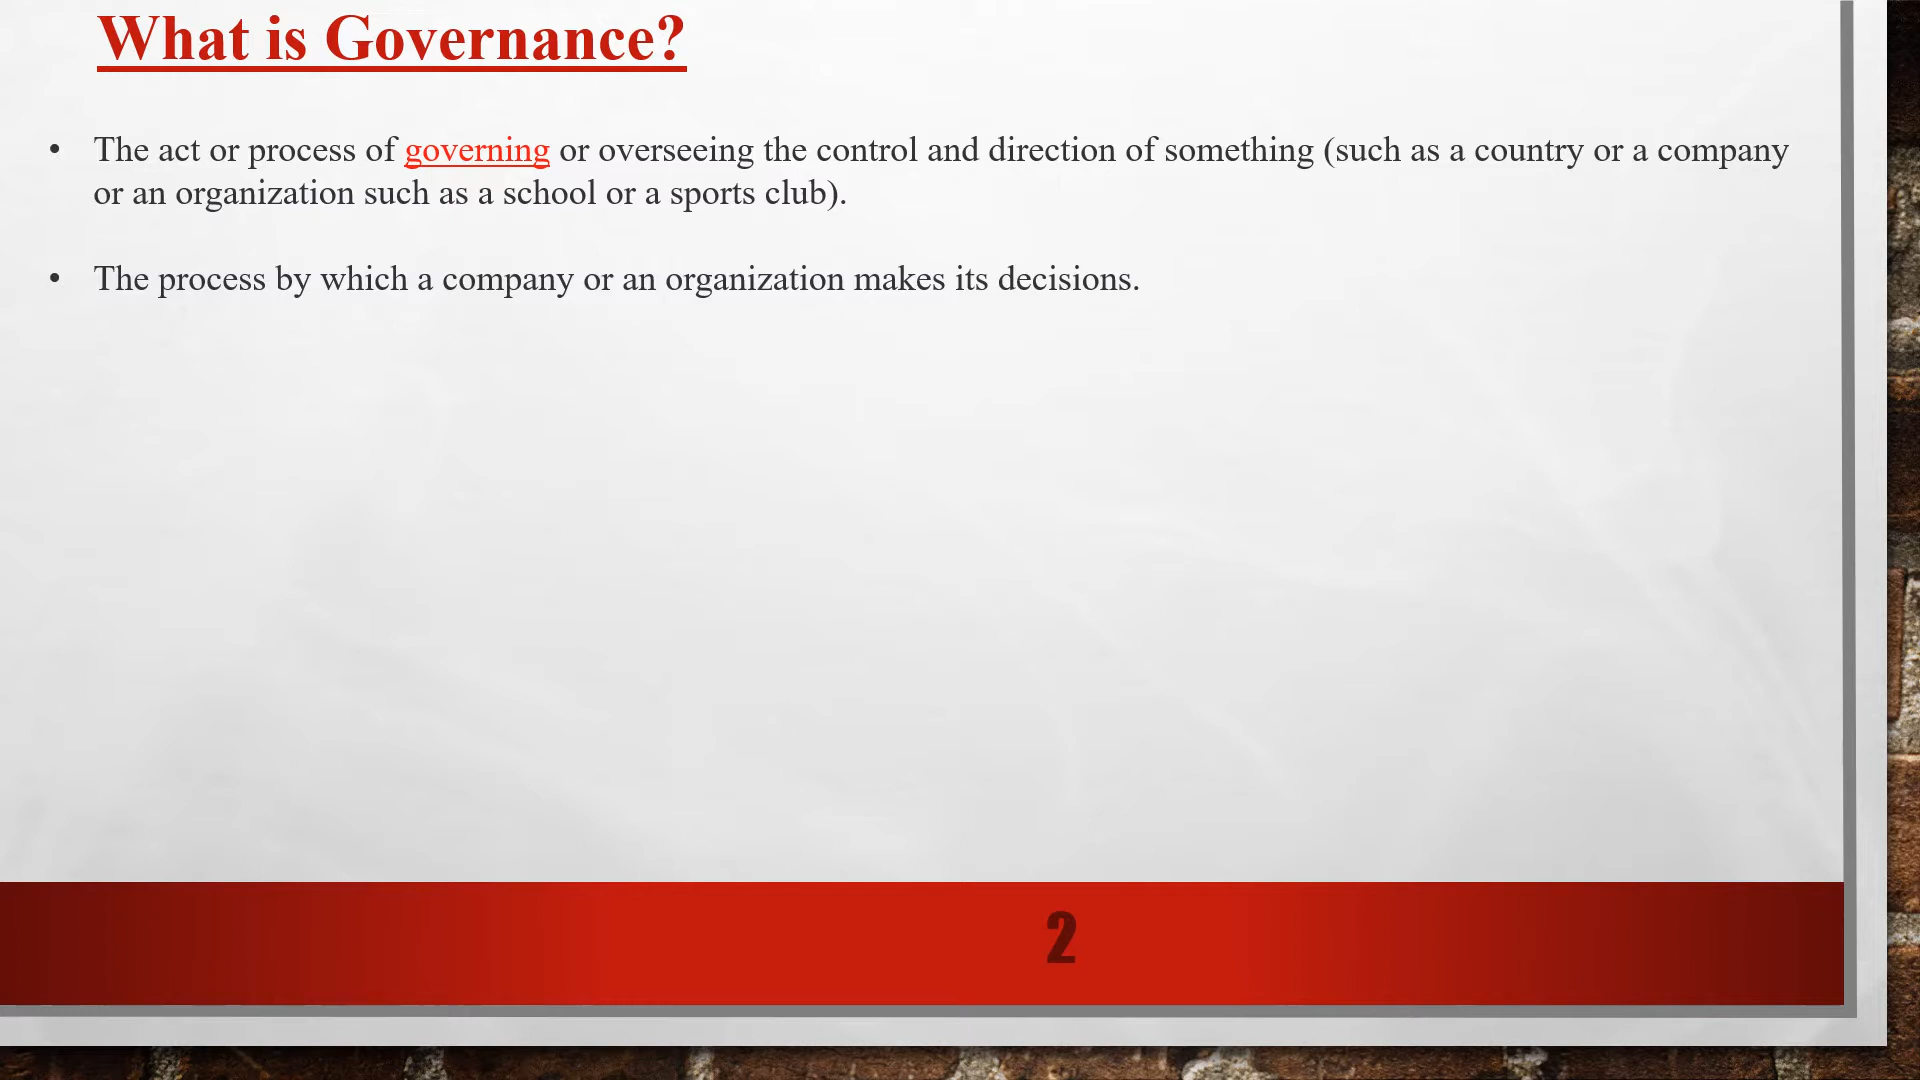 What is Governance?
• The act or process of governing or overseeing the control and direction of something (such as a country or a company
or an organization such as a school or a sports club).
• The process by which a company or an organization makes its decisions.
2